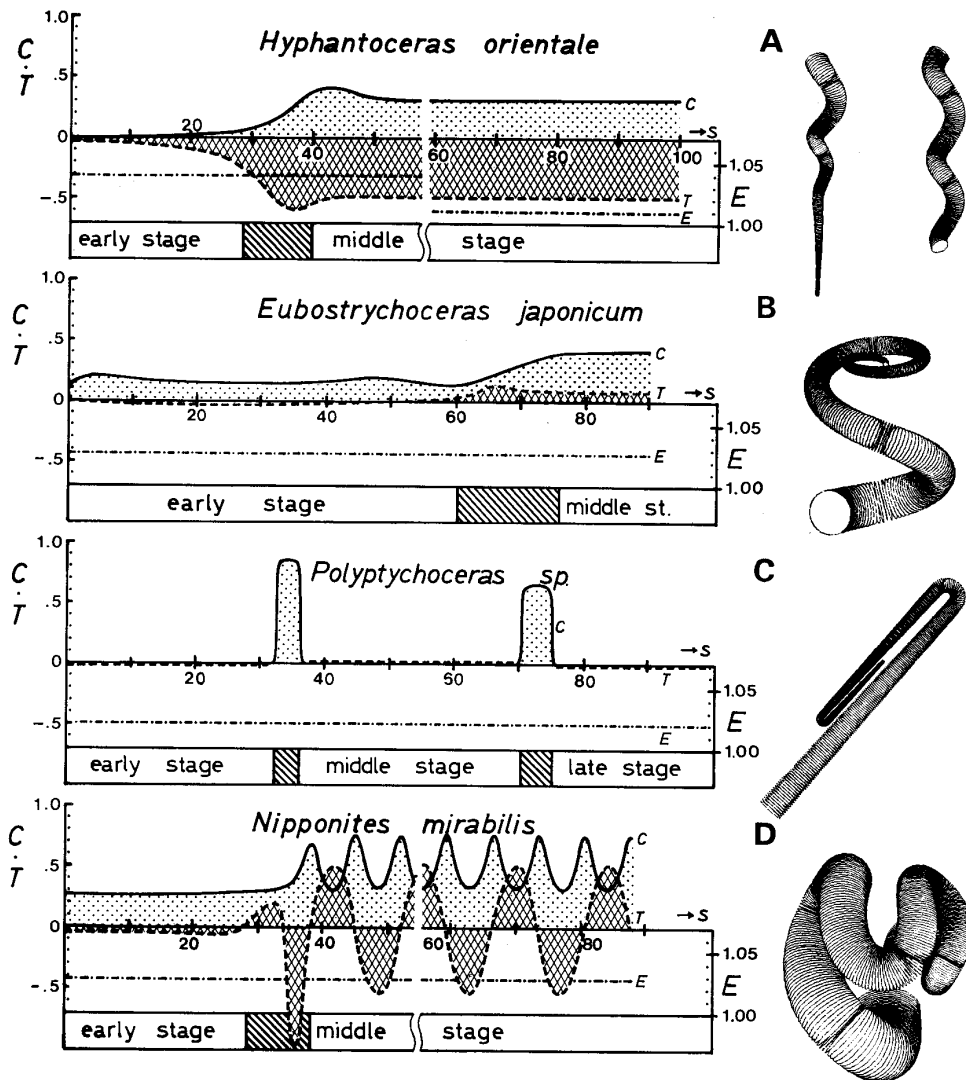 1.0
C
.
T
.5
0
-.5
Hyphantoceras orientale
20
40
60
80
100
C
→s
T
E
1.05
E
1.00
early stage
middle stage
A
1.0
C
.
T
.5
0
-.5
Eubostrychoceras japonicum
20
40
60
80
C
→s
T
E
1.05
E
1.00
early stage
middle st.
B
1.0
C
.
T
.5
0
-.5
Polyptychoceras sp.
20
40
60
80
C
→s
T
E
1.05
E
1.00
early stage
middle stage
late stage
C
1.0
C
.
T
.5
0
-.5
Nipponites mirabilis
20
40
60
80
C
→s
T
E
1.05
E
1.00
early stage
middle stage
D